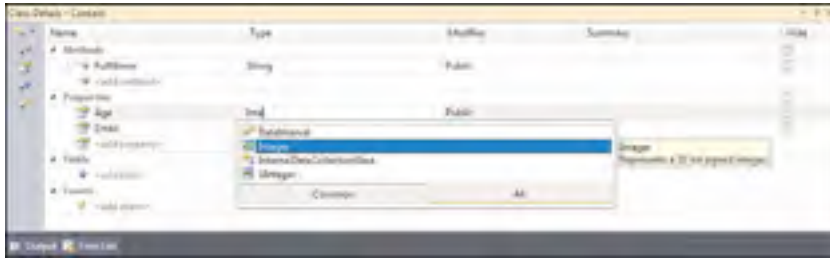 Class Details - Contact
Name Type Modifier Summary Hide
Methods
FullName String Public
<add method>
Properties
Age Inte Public
Email
<add property>
Fields
<add field>
Events
<add event>
DateInterval
Integer
InternalDataCollectionBase
UInteger
Common All
Integer
Represents a 32-bit signed integer.
Output Error List